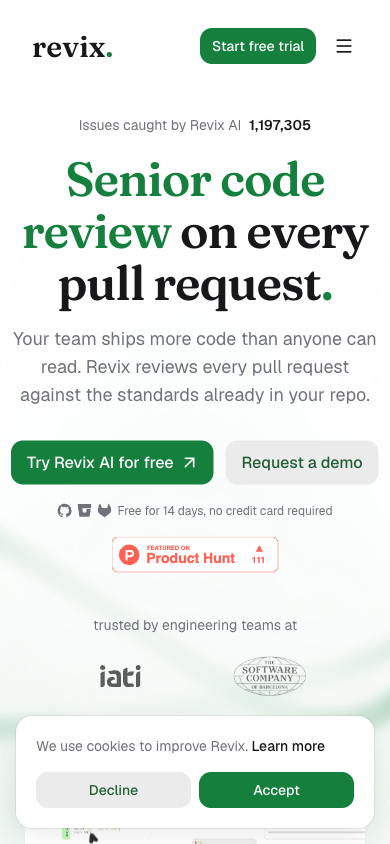 revix.
Start free trial
Issues caught by Revix AI 1,197,305
Senior code
review on every
pull request.
Your team ships more code than anyone can
read. Revix reviews every pull request
against the standards already in your repo.
Try Revix AI for free
Request a demo
Free for 14 days, no credit card required
FEATURED ON
Product Hunt
111
trusted by engineering teams at
iati
THE
SOFTWARE
COMPANY
OF BARCELONA
We use cookies to improve Revix. Learn more
Decline
Accept